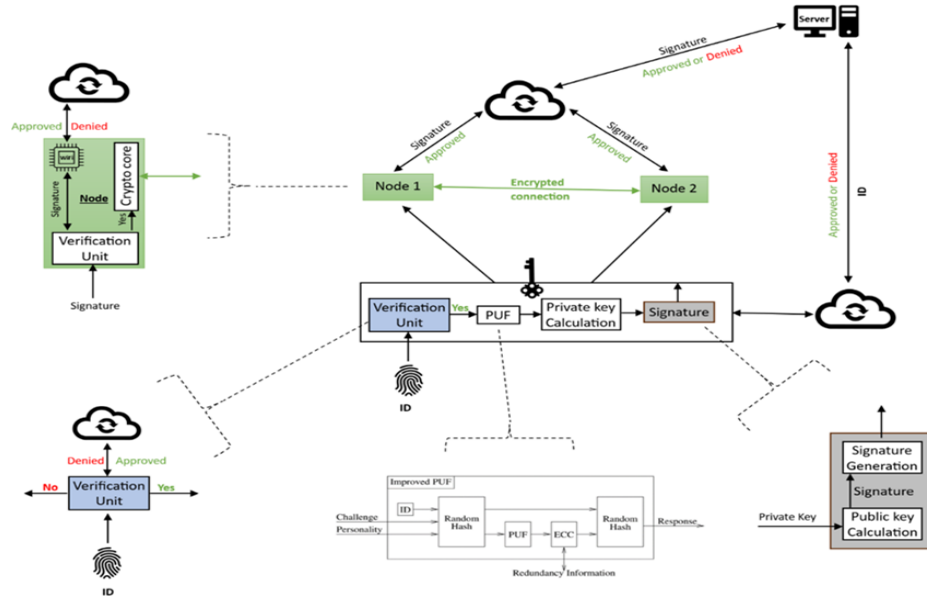 Server
Signature
Approved or Denied
Approved Denied
WIFI
Node
Crypto core
Signature
Yes
Verification
Unit
Signature
Signature
Approved
Signature
Approved
Node 1
Encrypted
connection
Node 2
Approved or Denied
ID
Verification
Unit
Yes
PUF
Private key
Calculation
Signature
ID
Denied Approved
No
Verification
Unit
Yes
ID
Improved PUF
ID
Challenge
Personality
Random
Hash
PUF
ECC
Random
Hash
Response
Redundancy Information
Signature
Generation
Signature
Private Key
Public key
Calculation